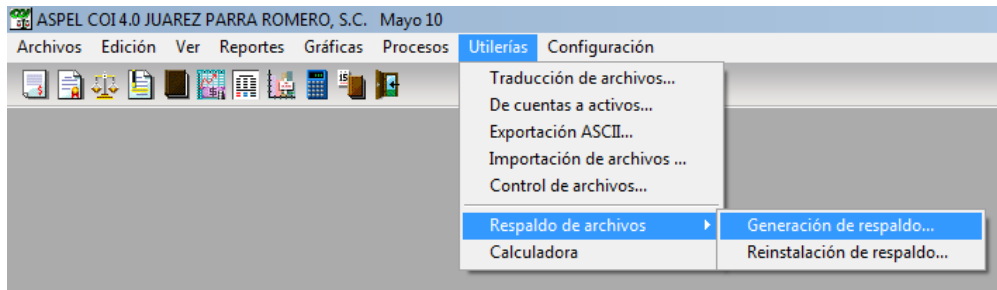 ASPEL COI 4.0 JUAREZ PARRA ROMERO, S.C. Mayo 10
Archivos Edición Ver Reportes Gráficas Procesos Utilerías Configuración
Traducción de archivos...
De cuentas a activos...
Exportación ASCII...
Importación de archivos ...
Control de archivos...
Respaldo de archivos
Generación de respaldo...
Calculadora
Reinstalación de respaldo...